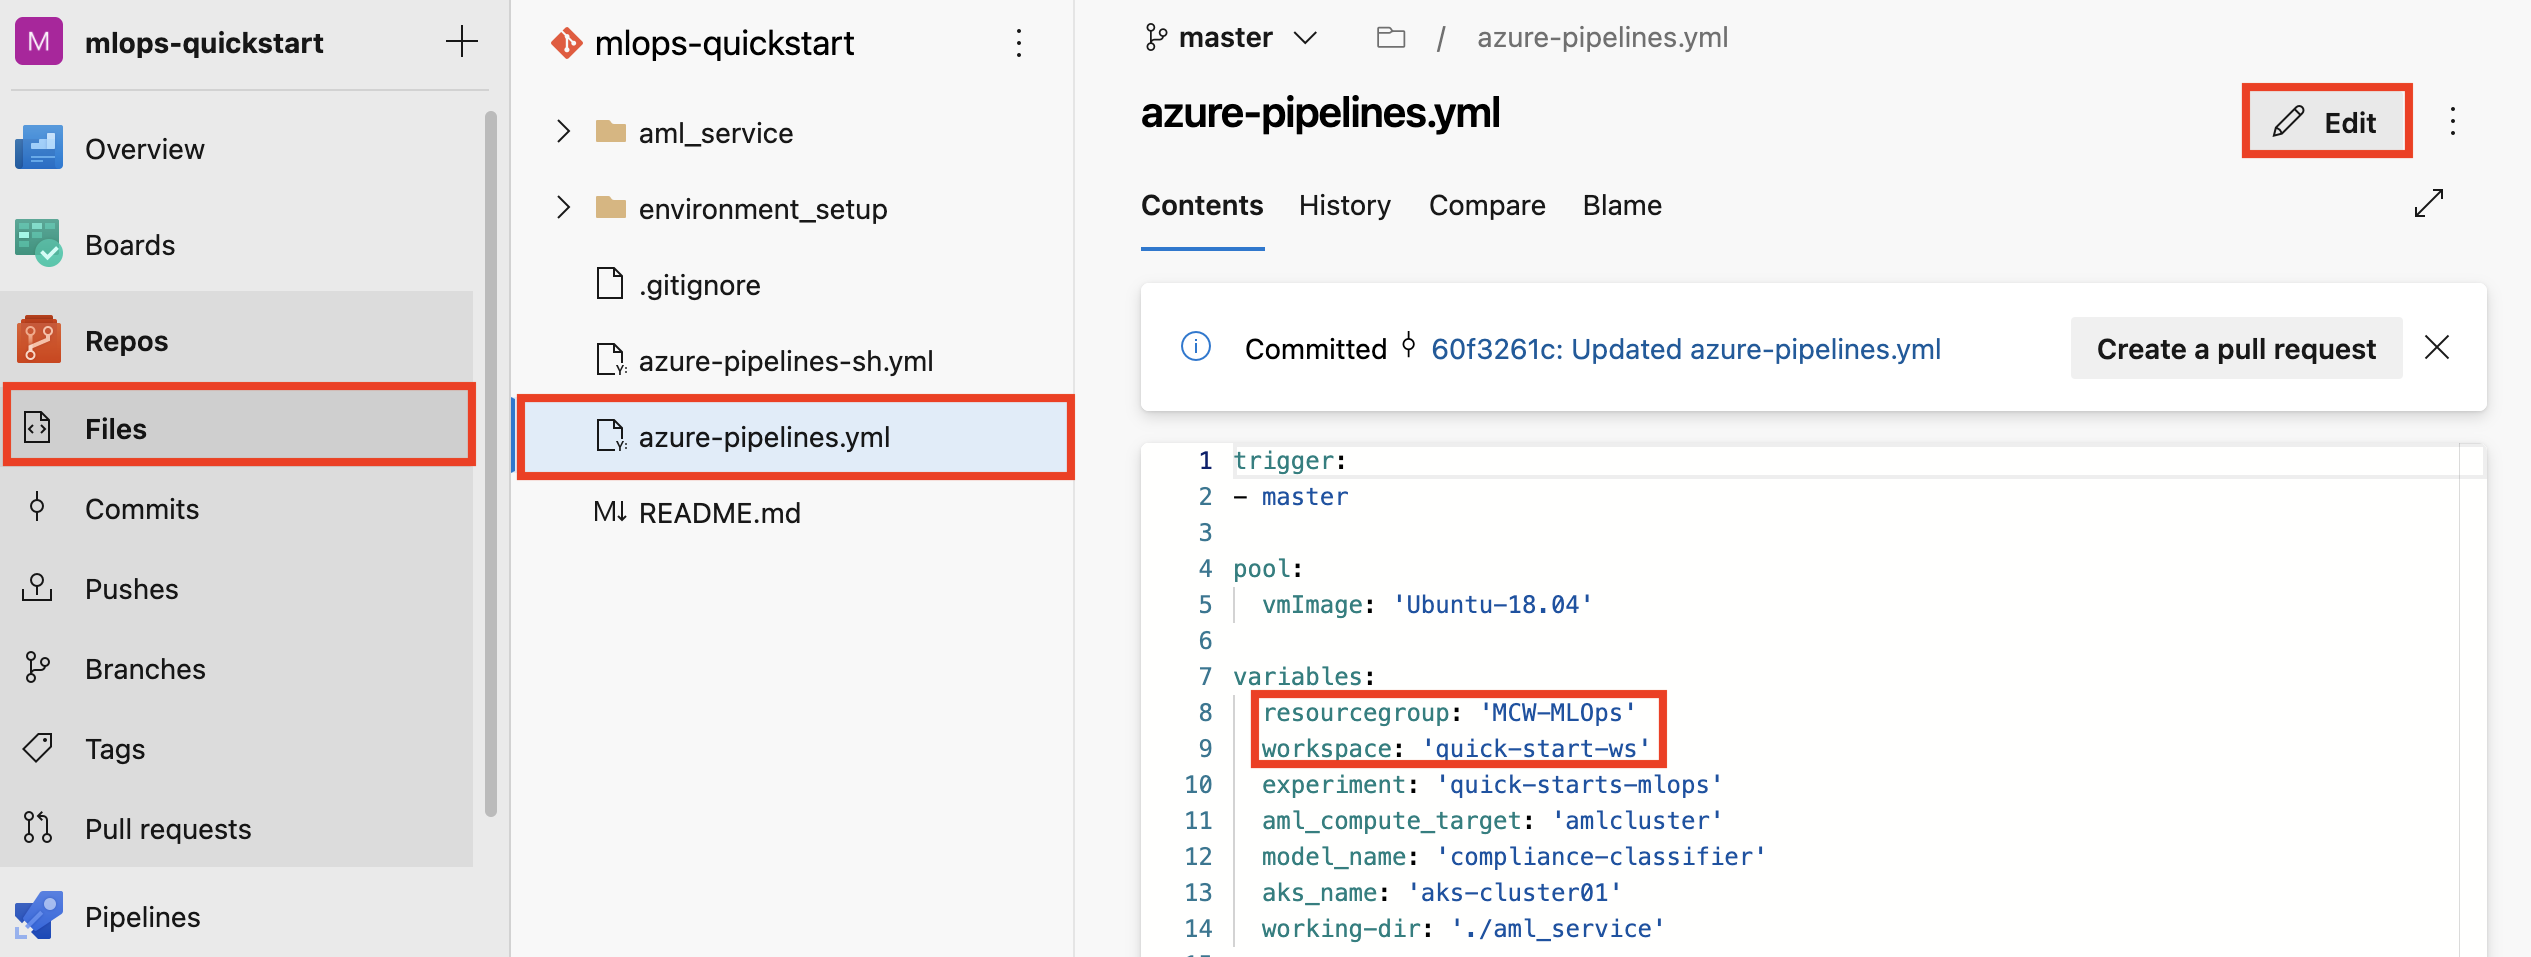 M mlops-quickstart
Overview
Boards
Repos
Files
Commits
Pushes
Branches
Tags
Pull requests
Pipelines
mlops-quickstart
aml_service
environment_setup
.gitignore
azure-pipelines-sh.yml
azure-pipelines.yml
README.md
master / azure-pipelines.yml
azure-pipelines.yml
Edit
Contents History Compare Blame
Committed 60f3261c: Updated azure-pipelines.yml
Create a pull request
1 trigger:
2 - master
3
4 pool:
5 vmImage: 'Ubuntu-18.04'
6
7 variables:
8 resourcegroup: 'MCW-MLOps'
9 workspace: 'quick-start-ws'
10 experiment: 'quick-starts-mlops'
11 aml_compute_target: 'amlcluster'
12 model_name: 'compliance-classifier'
13 aks_name: 'aks-cluster01'
14 working-dir: './aml_service'